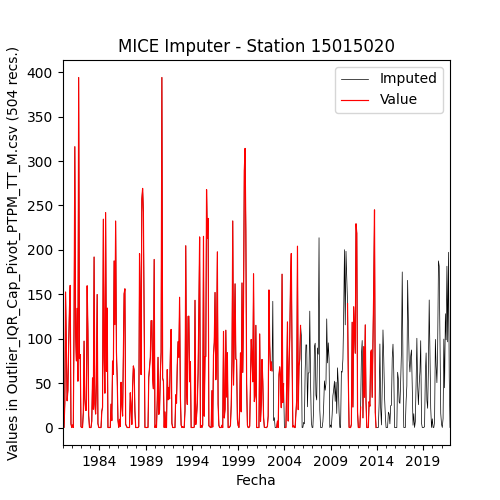 MICE Imputer - Station 15015020
Values in Outlier_IQR_Cap_Pivot_PTPM_TT_M.csv (504 recs.)
400
350
300
250
200
150
100
50
0
Imputed
Value
1984 1989 1994 1999 2004 2009 2014 2019
Fecha